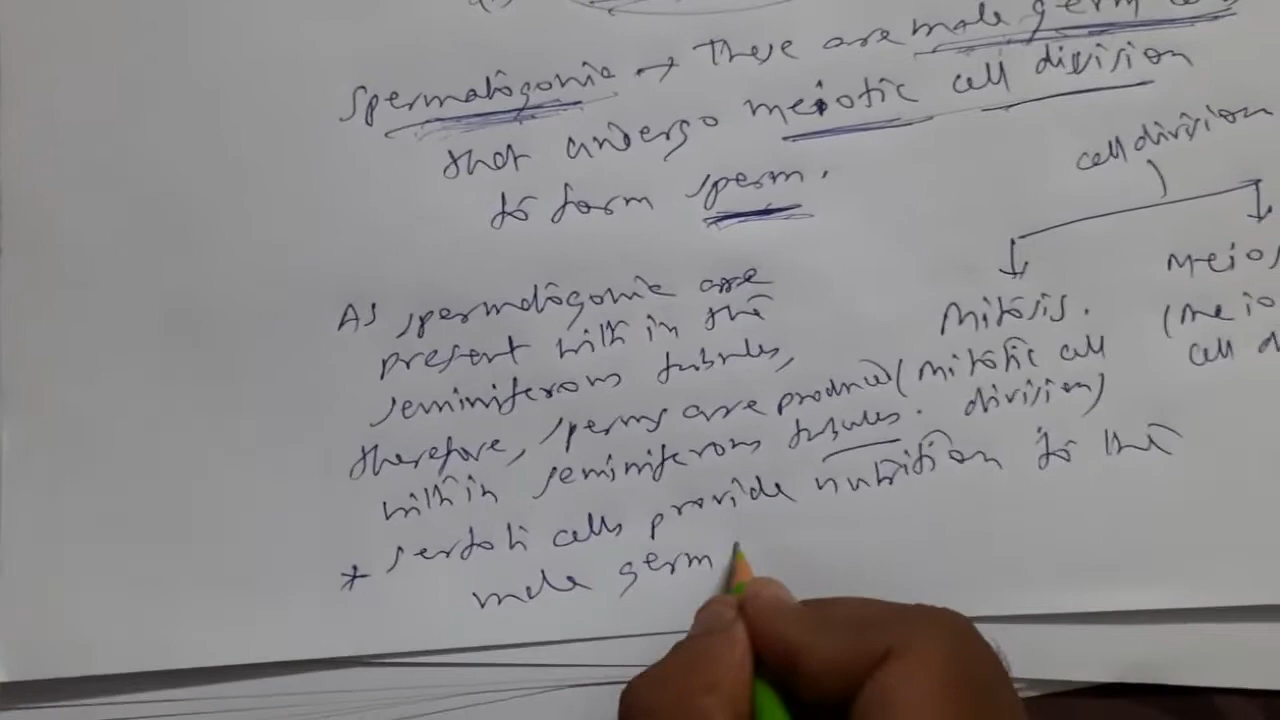 Spermatogonia → These are male germ
that undergo meiotic cell division
to form sperm.
cell division
Mitosis.
(mitotic cell
division)
Meios
(meio
cell d
As spermatogonia are
present within the
seminiferous tubules,
therefore, sperms are produced
within seminiferous tubules.
* sertoli cells provide nutrition to the
male germ